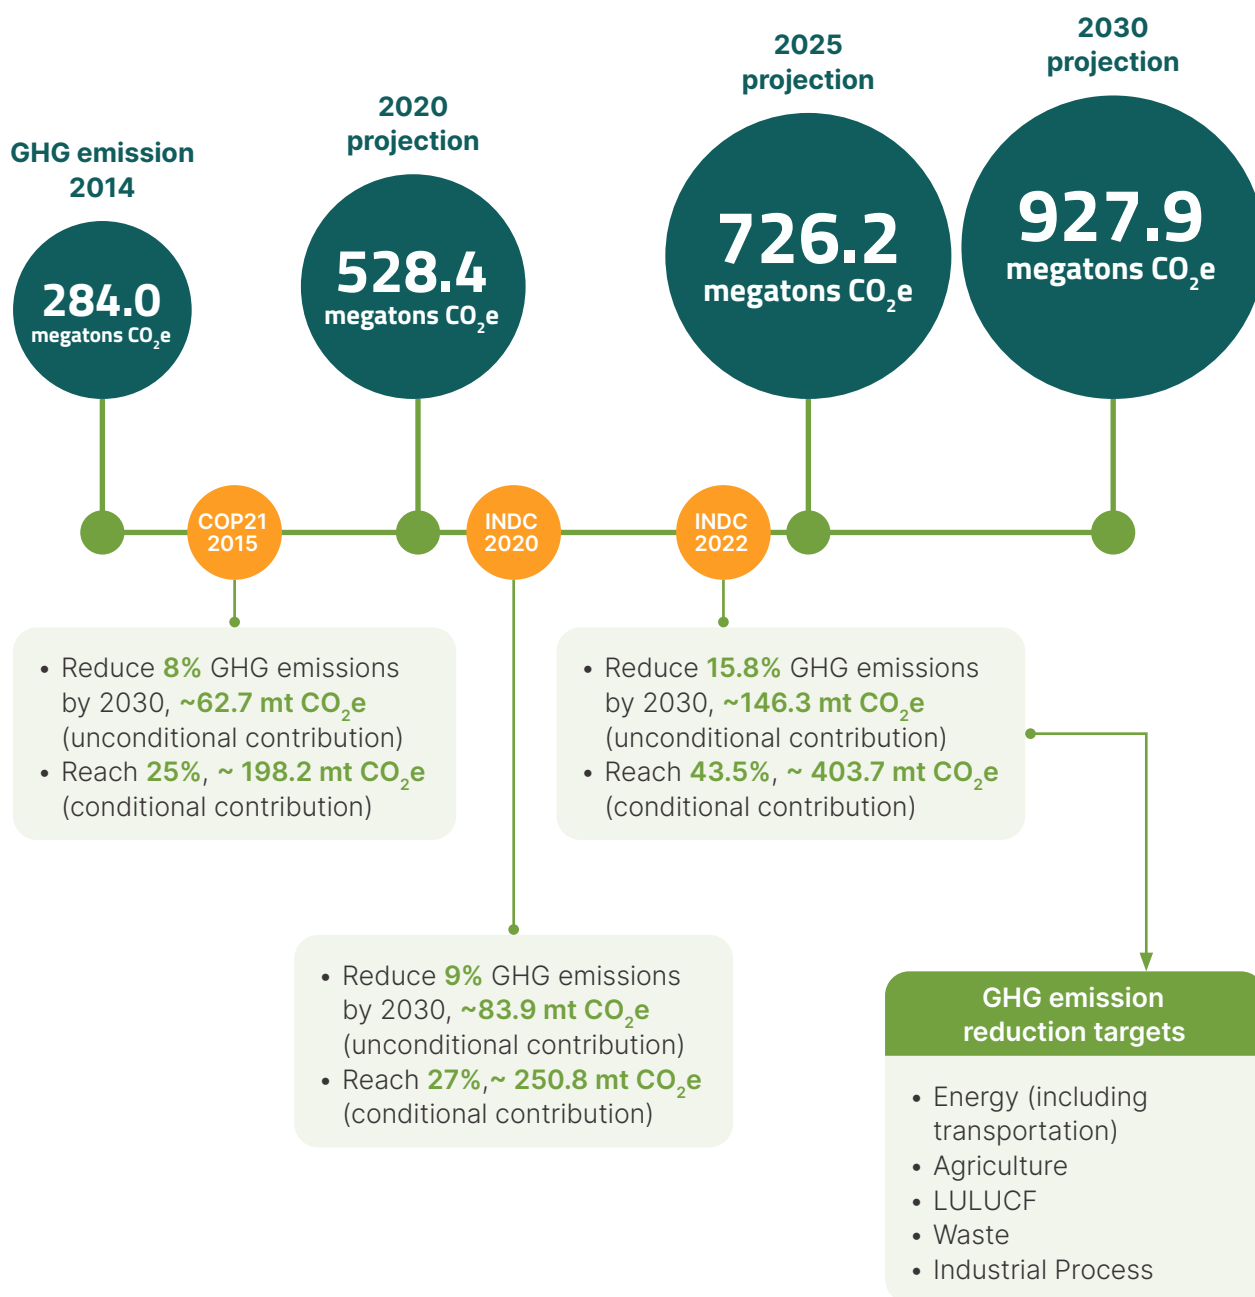 GHG emission
2014
284.0
megatons CO₂e
2020
projection
528.4
megatons CO₂e
2025
projection
726.2
megatons CO₂e
2030
projection
927.9
megatons CO₂e
COP21
2015
INDC
2020
INDC
2022
• Reduce 8% GHG emissions
by 2030, ~62.7 mt CO₂e
(unconditional contribution)
• Reach 25%, ~ 198.2 mt CO₂e
(conditional contribution)
• Reduce 15.8% GHG emissions
by 2030, ~146.3 mt CO₂e
(unconditional contribution)
• Reach 43.5%, ~ 403.7 mt CO₂e
(conditional contribution)
• Reduce 9% GHG emissions
by 2030, ~83.9 mt CO₂e
(unconditional contribution)
• Reach 27%,~ 250.8 mt CO₂e
(conditional contribution)
GHG emission
reduction targets
• Energy (including
transportation)
• Agriculture
• LULUCF
• Waste
• Industrial Process